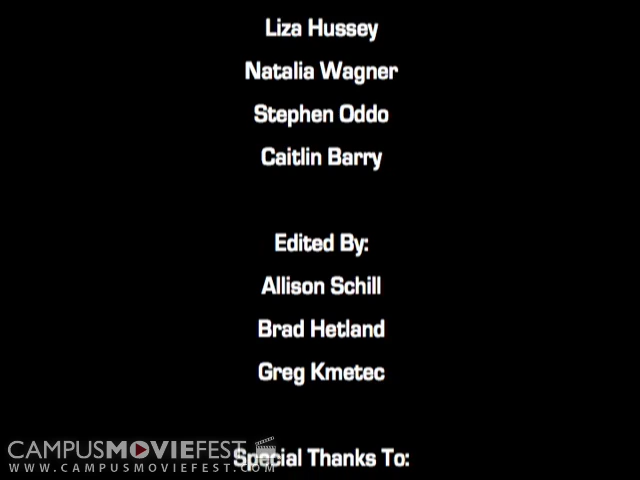 Liza Hussey
Natalia Wagner
Stephen Oddo
Caitlin Barry
Edited By:
Allison Schill
Brad Hetland
Greg Kmetec
CAMPUSMOVIEFEST
Special Thanks To:
WWW.CAMPUSMOVIEFEST.COM